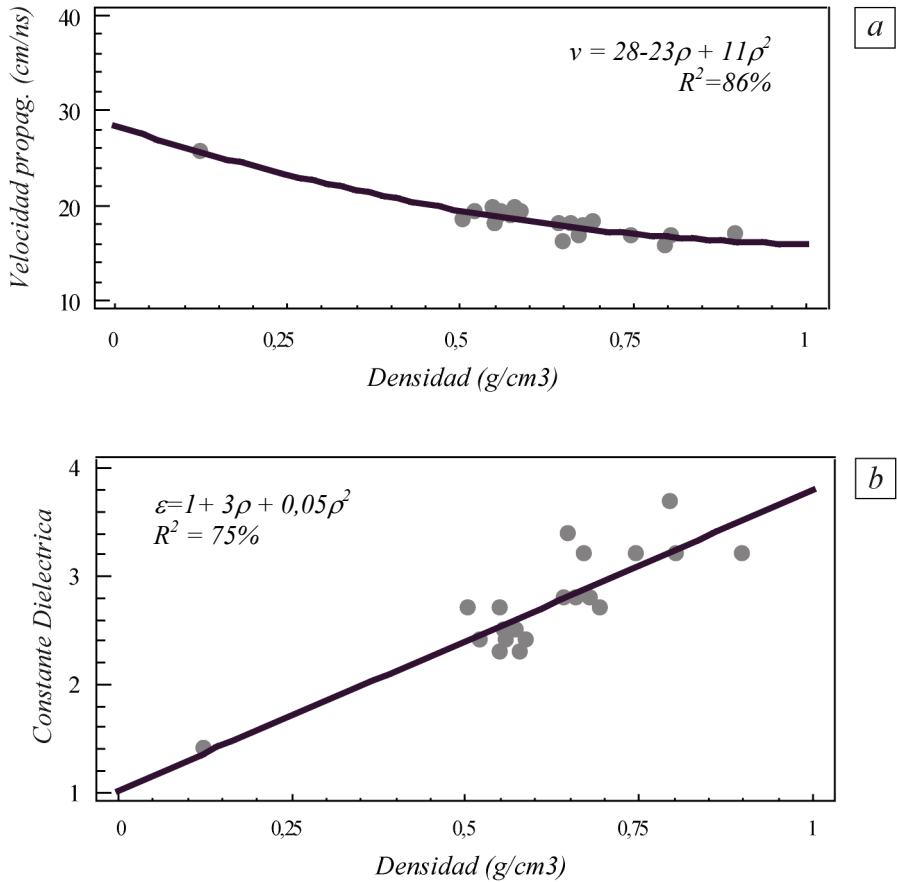 a
40
30
20
10
Velocidad propag. (cm/ns)
v = 28-23ρ + 11ρ²
R²=86%
0 0,25 0,5 0,75 1
Densidad (g/cm3)
b
4
3
2
1
Constante Dielectrica
ε=1+ 3ρ + 0,05ρ²
R² = 75%
0 0,25 0,5 0,75 1
Densidad (g/cm3)